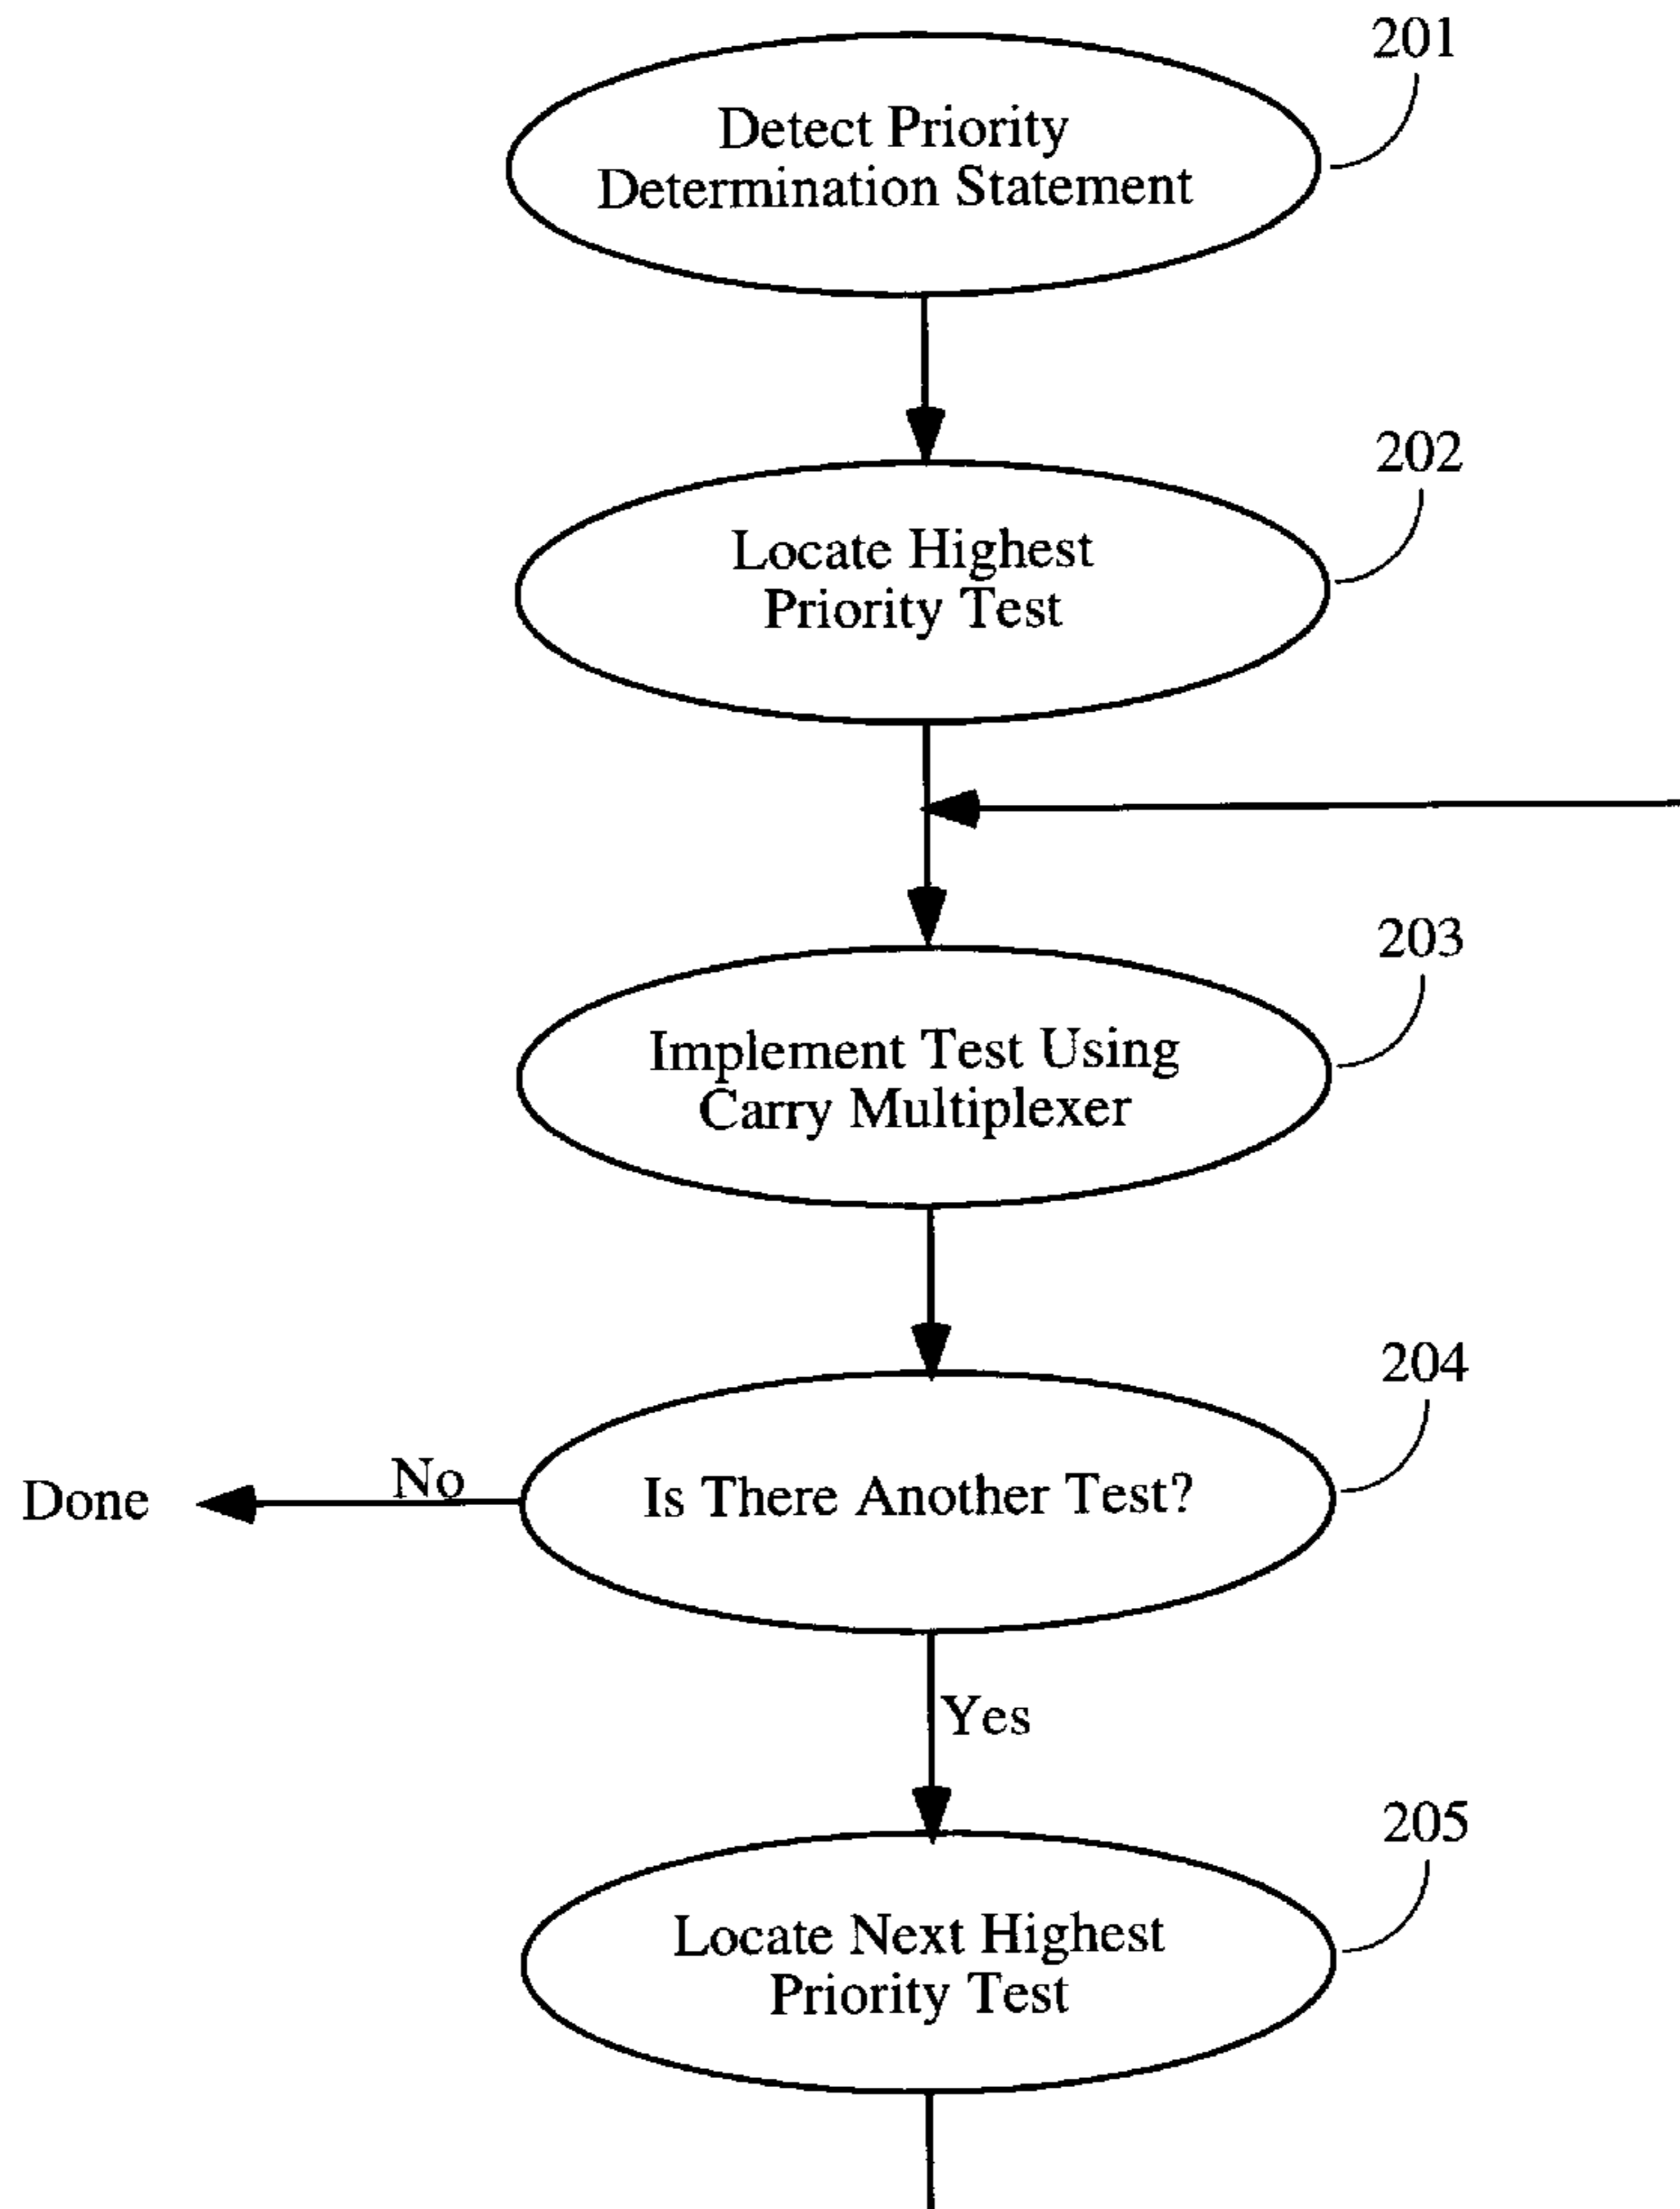 201
Detect Priority
Determination Statement
202
Locate Highest
Priority Test
203
Implement Test Using
Carry Multiplexer
204
Is There Another Test?
No
Done
Yes
205
Locate Next Highest
Priority Test